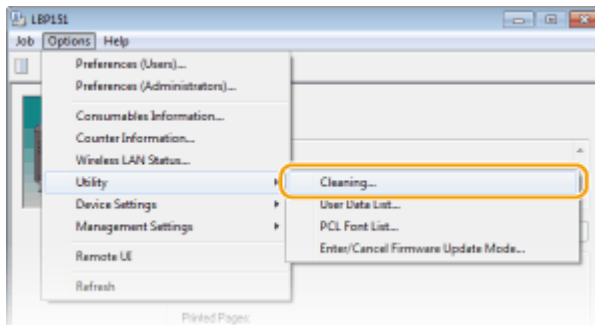 LBP151
Job Options Help
Preferences (Users)...
Preferences (Administrators)...
Consumables Information...
Counter Information...
Wireless LAN Status...
Utility
Cleaning...
Device Settings
User Data List...
Management Settings
PCL Font List...
Enter/Cancel Firmware Update Mode...
Remote UI
Refresh
Printed Pages: